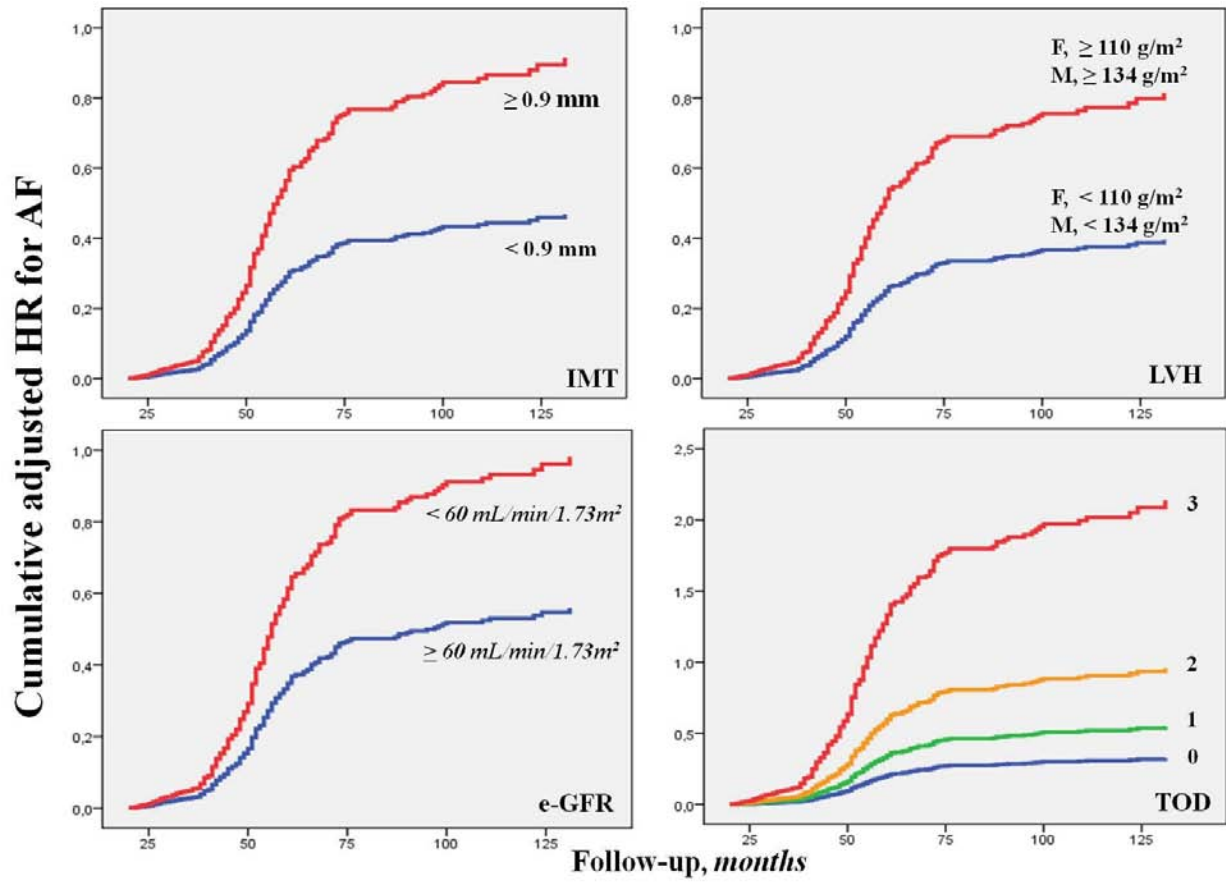 Cumulative adjusted HR for AF
1,0
0,8
0,6
0,4
0,2
0,0
≥ 0.9 mm
< 0.9 mm
IMT
25 50 75 100 125
1,0
0,8
0,6
0,4
0,2
0,0
F, ≥ 110 g/m²
M, ≥ 134 g/m²
F, < 110 g/m²
M, < 134 g/m²
LVH
25 50 75 100 125
1,0
0,8
0,6
0,4
0,2
0,0
< 60 mL/min/1.73m²
≥ 60 mL/min/1.73m²
e-GFR
25 50 75 100 125
2,5
2,0
1,5
1,0
0,5
0,0
3
2
1
0
TOD
25 50 75 100 125
Follow-up, months